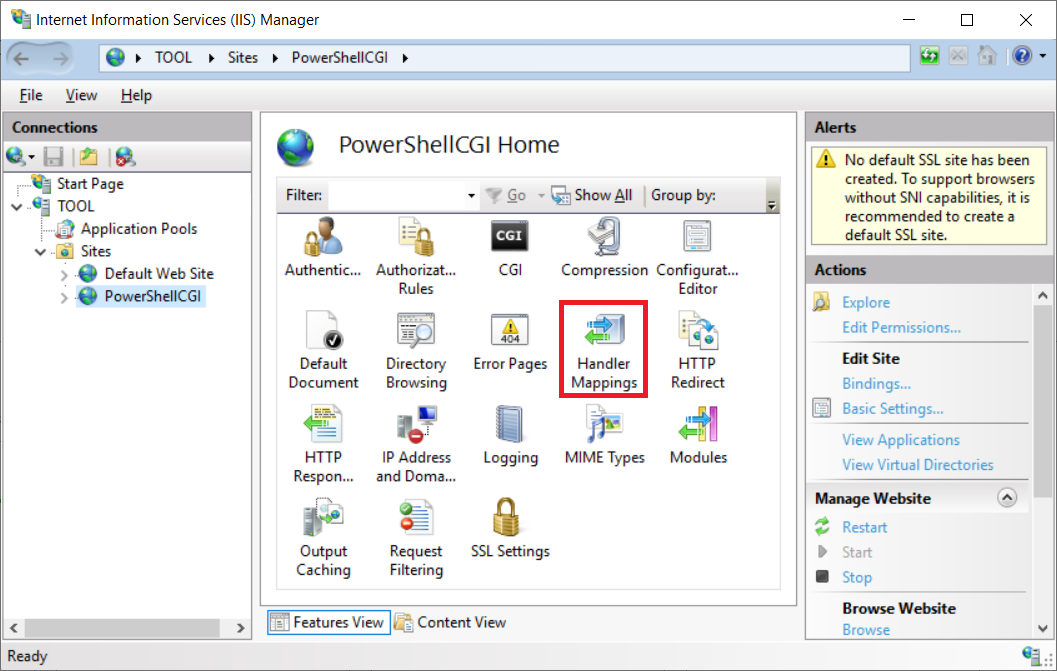 Internet Information Services (IIS) Manager
TOOL Sites PowerShellCGI
File View Help
Connections
Start Page
TOOL
Application Pools
Sites
Default Web Site
PowerShellCGI
PowerShellCGI Home
Filter: Go Show All Group by:
Authentic... Authorizat... Rules CGI Compression Configurat... Editor
CGI
Default Document Directory Browsing Error Pages Handler Mappings HTTP Redirect
404
HTTP Respon... IP Address and Doma... Logging MIME Types Modules
Output Caching Request Filtering SSL Settings
Features View Content View
Alerts
No default SSL site has been
created. To support browsers
without SNI capabilities, it is
recommended to create a
default SSL site.
Actions
Explore
Edit Permissions...
Edit Site
Bindings...
Basic Settings...
View Applications
View Virtual Directories
Manage Website
Restart
Start
Stop
Browse Website
Browse
Ready